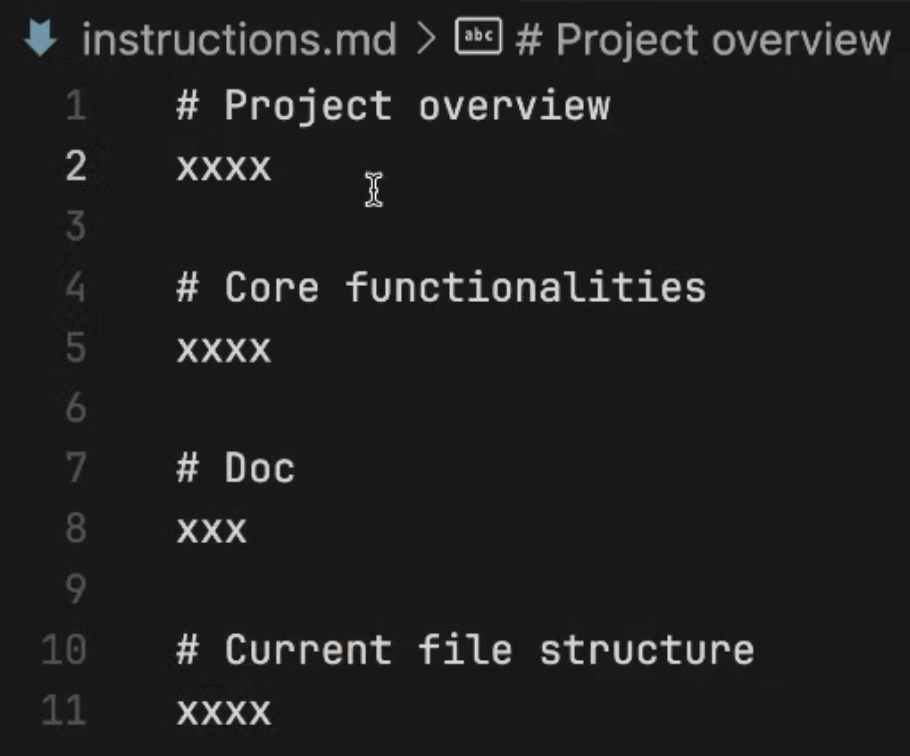 instructions.md > abc # Project overview
1 # Project overview
2 xxxx
3
4 # Core functionalities
5 xxxx
6
7 # Doc
8 xxx
9
10 # Current file structure
11 xxxx